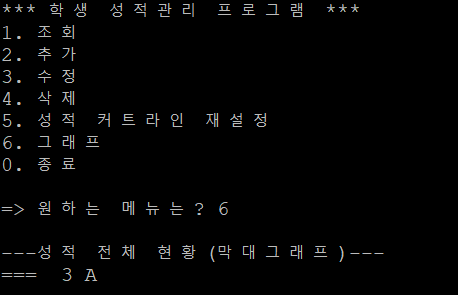 *** 학생 성적관리 프로그램 ***
1. 조회
2. 추가
3. 수정
4. 삭제
5. 성적 커트라인 재설정
6. 그래프
0. 종료
=> 원하는 메뉴는? 6
---성적 전체 현황(막대그래프)---
=== 3 A